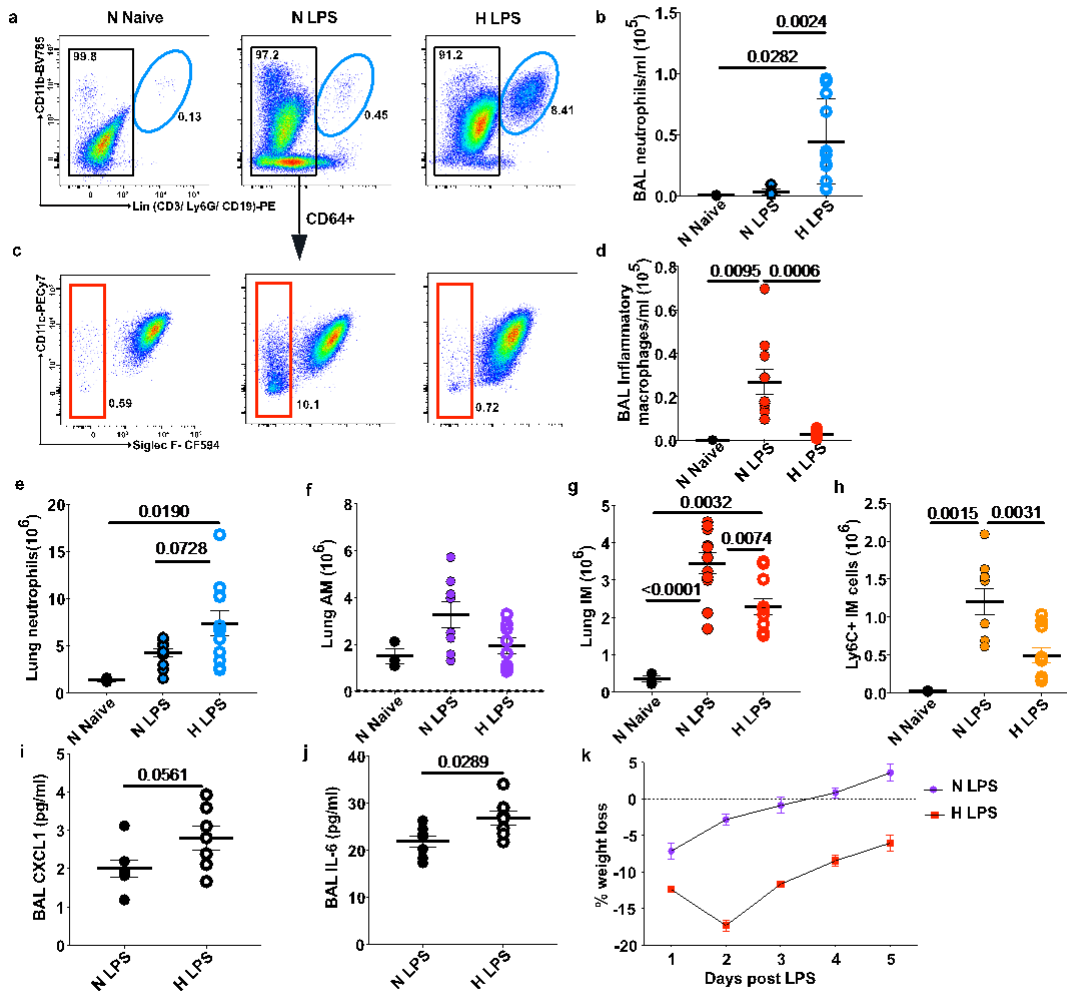 a
N Naive
N LPS
H LPS
CD11b-BV785
99.8
0.13
97.2
0.45
91.2
8.41
Lin (CD3/ Ly6G/ CD19)-PE
CD64+
b
BAL neutrophils/ml (10⁵)
1.0
0.5
0.0
0.0024
0.0282
N Naive
N LPS
H LPS
c
CD11c-PECy7
0.59
10.1
0.72
Siglec F- CF594
d
BAL Inflammatory
macrophages/ml (10⁵)
0.8
0.6
0.4
0.2
0.0
0.0095
0.0006
N Naive
N LPS
H LPS
e
Lung neutrophils(10⁶)
20
15
10
5
0
0.0190
0.0728
N Naive
N LPS
H LPS
f
Lung AM (10⁶)
8
6
4
2
0
N Naive
N LPS
H LPS
g
Lung IM (10⁶)
5
4
3
2
1
0
0.0032
0.0074
<0.0001
N Naive
N LPS
H LPS
h
Ly6C+ IM cells (10⁶)
2.5
2.0
1.5
1.0
0.5
0.0
0.0015
0.0031
N Naive
N LPS
H LPS
i
BAL CXCL1 (pg/ml)
5
4
3
2
1
0
0.0561
N LPS
H LPS
j
BAL IL-6 (pg/ml)
40
30
20
10
0
0.0289
N LPS
H LPS
k
% weight loss
5
0
-5
-10
-15
-20
1 2 3 4 5
Days post LPS
N LPS
H LPS